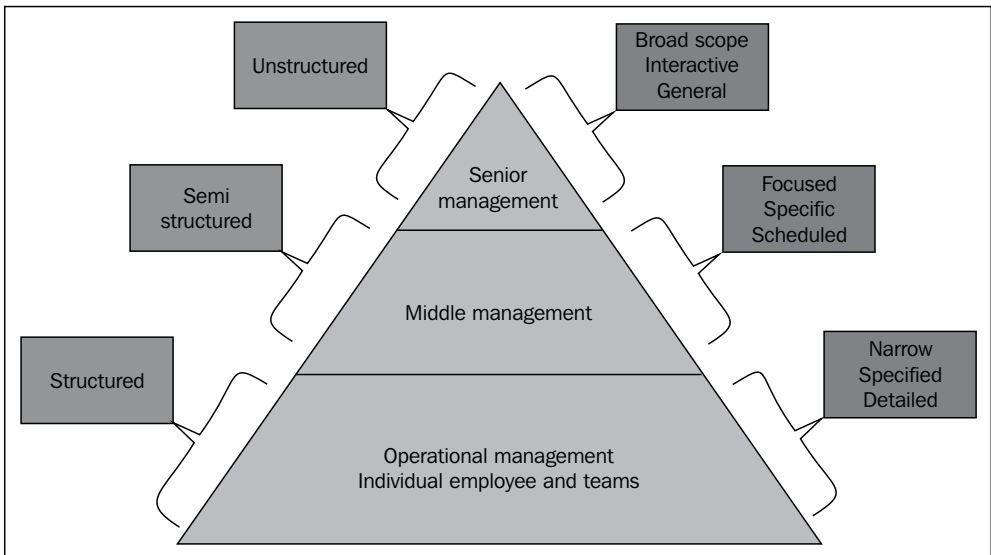 Unstructured
Broad scope
Interactive
General
Senior
management
Semi
structured
Focused
Specific
Scheduled
Middle management
Structured
Narrow
Specified
Detailed
Operational management
Individual employee and teams